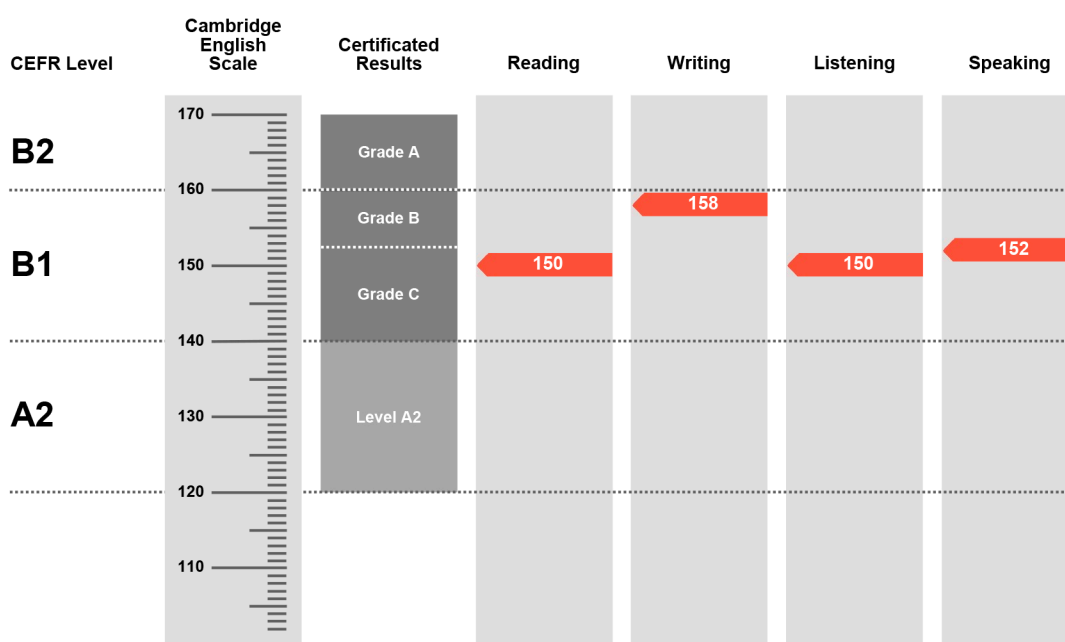 CEFR Level
Cambridge
English
Scale
Certificated
Results
Reading
Writing
Listening
Speaking
170
B2
Grade A
160
158
Grade B
B1
150
150
150
152
Grade C
140
A2
130
Level A2
120
110